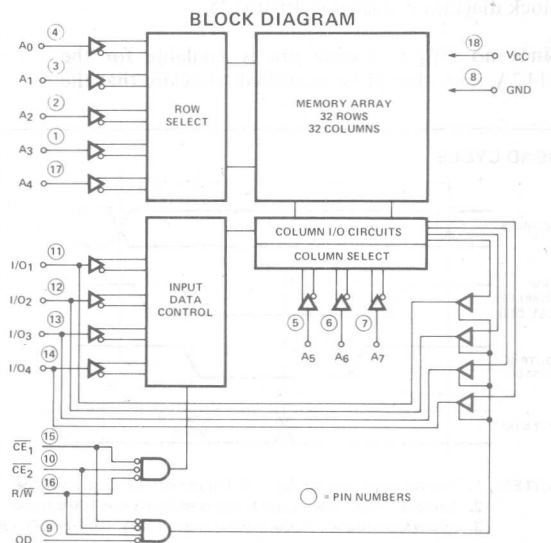 BLOCK DIAGRAM
A0 4
A1 3
A2 2
A3 1
A4 17
ROW
SELECT
MEMORY ARRAY
32 ROWS
32 COLUMNS
18 VCC
8 GND
COLUMN I/O CIRCUITS
COLUMN SELECT
5 6 7
A5 A6 A7
I/O1 11
I/O2 12
I/O3 13
I/O4 14
INPUT
DATA
CONTROL
CE1 15
CE2 10
R/W 16
OD 9
= PIN NUMBERS